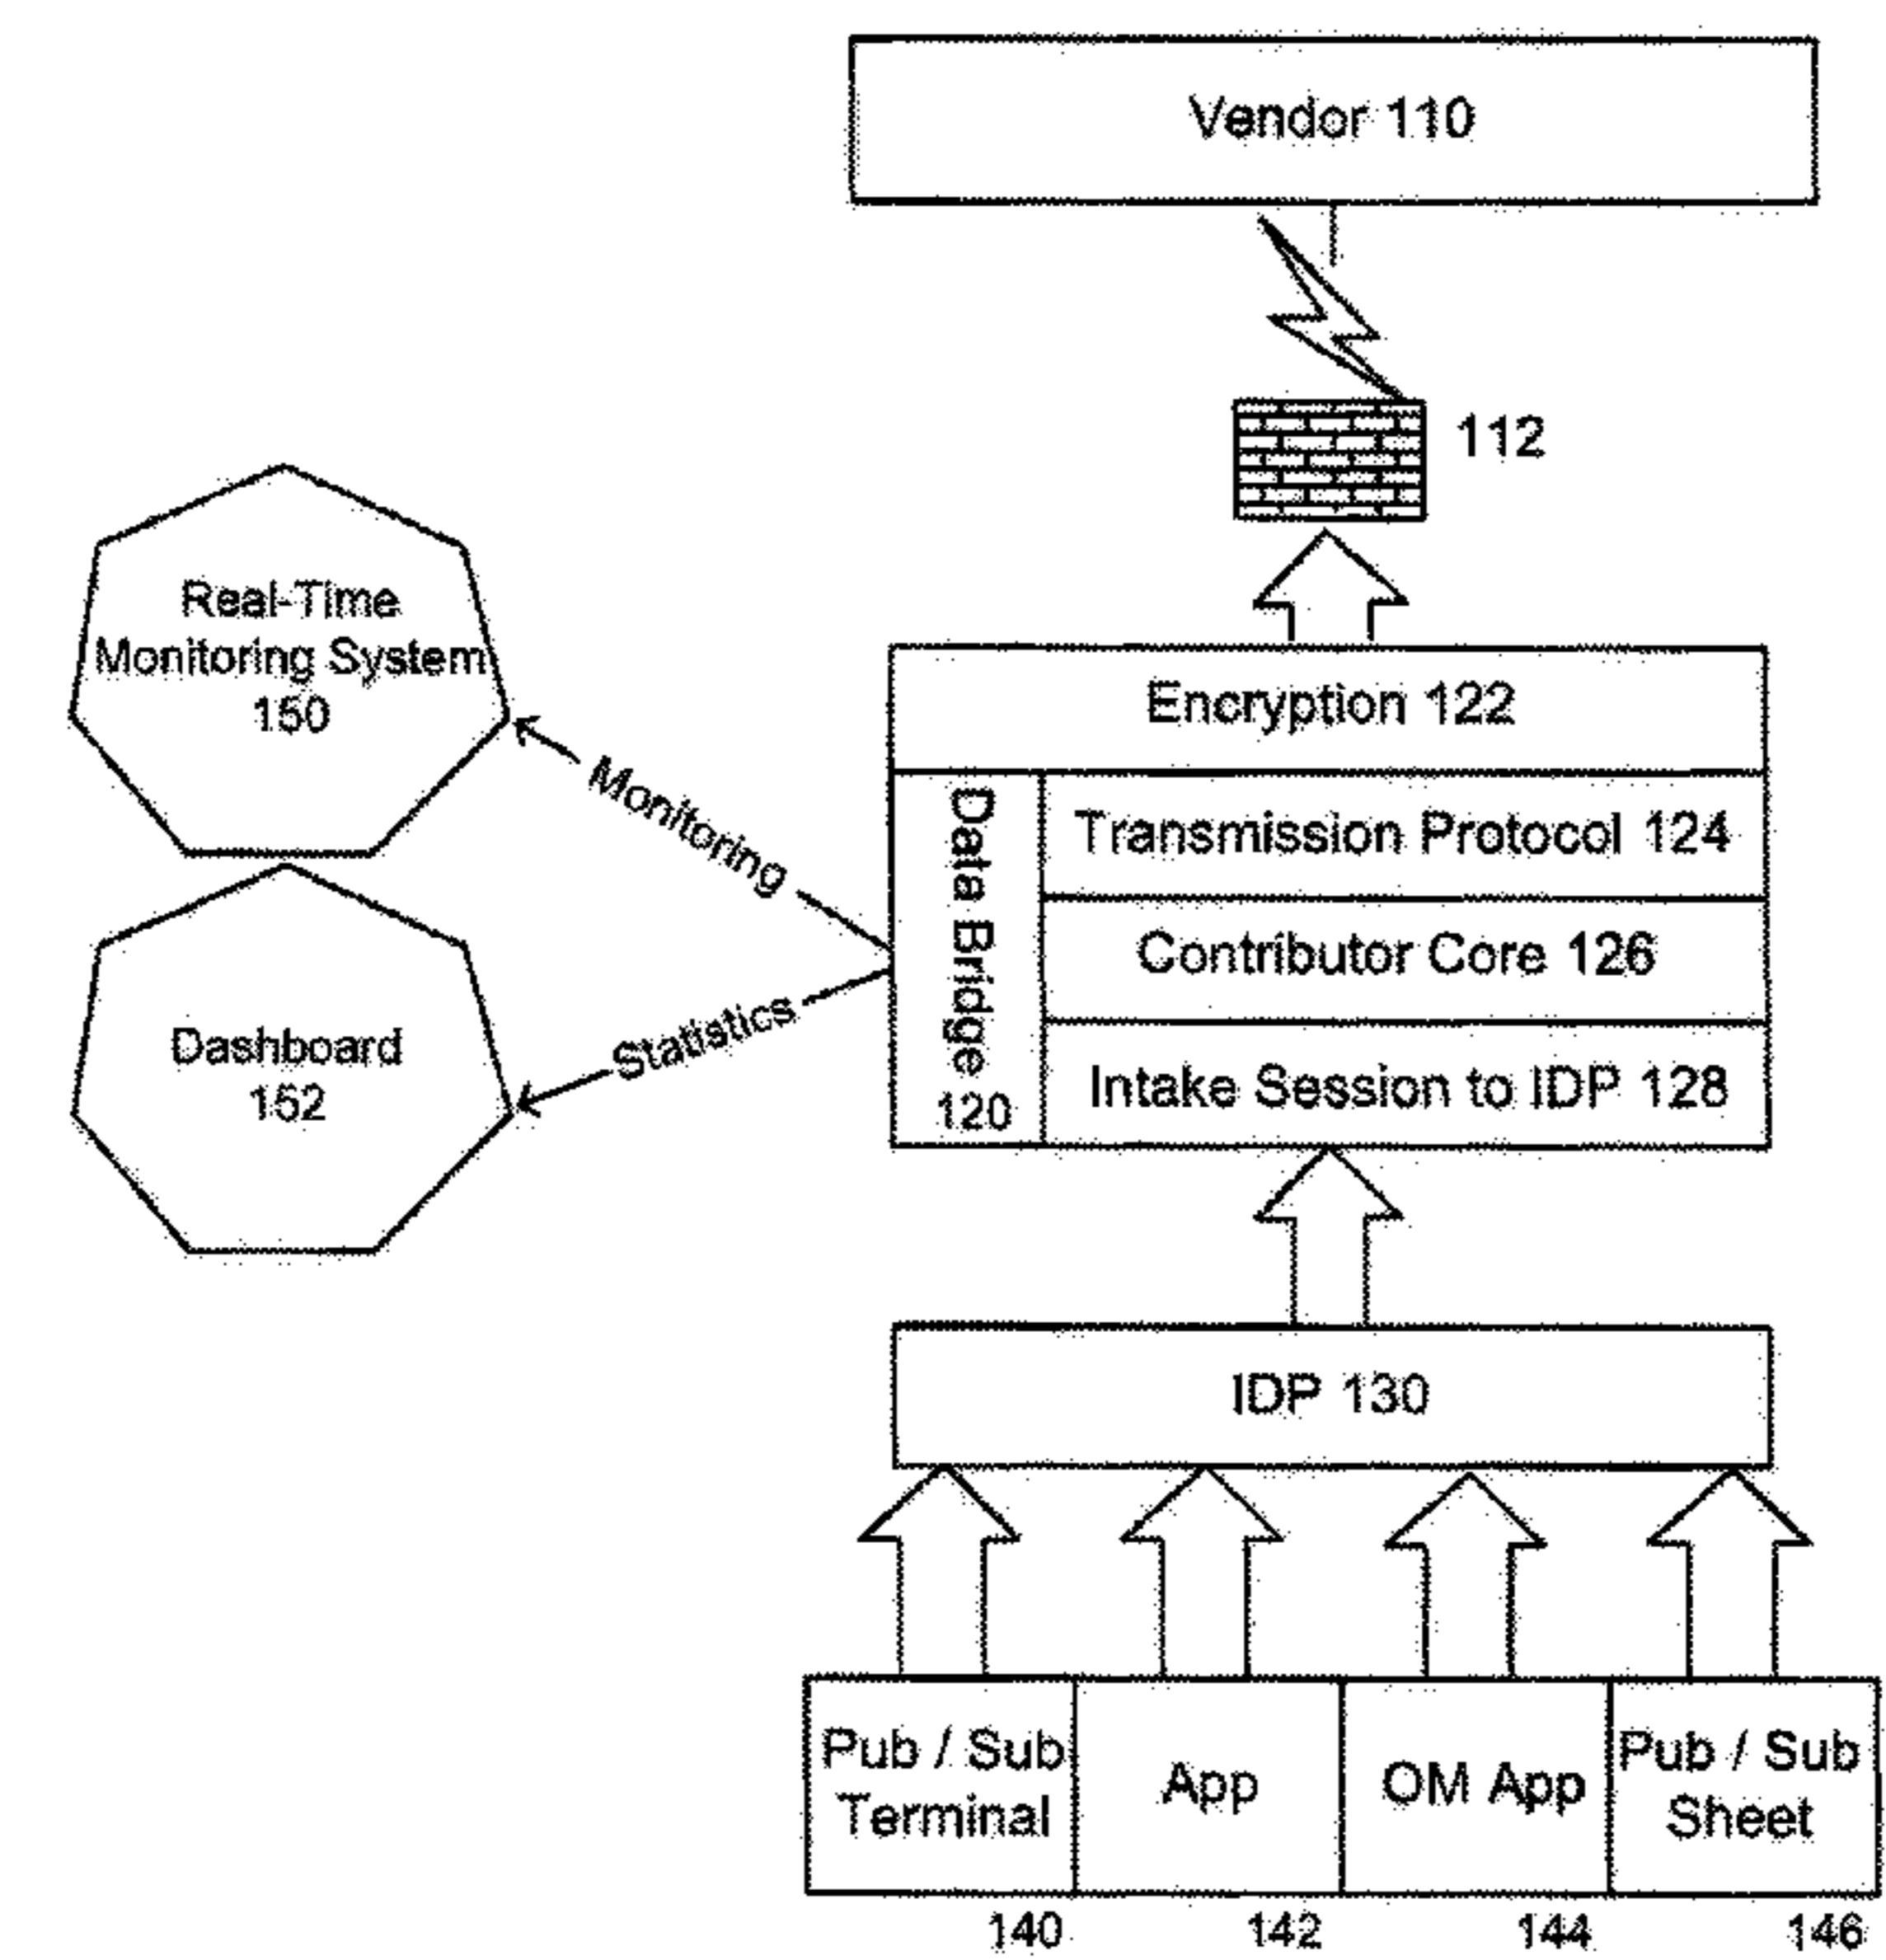 Vendor 110
112
Real-Time
Monitoring System
150
Monitoring
Encryption 122
Data Bridge
120
Transmission Protocol 124
Contributor Core 126
Intake Session to IDP 128
Statistics
Dashboard
152
IDP 130
Pub / Sub
Terminal
App
OM App
Pub / Sub
Sheet
140
142
144
146